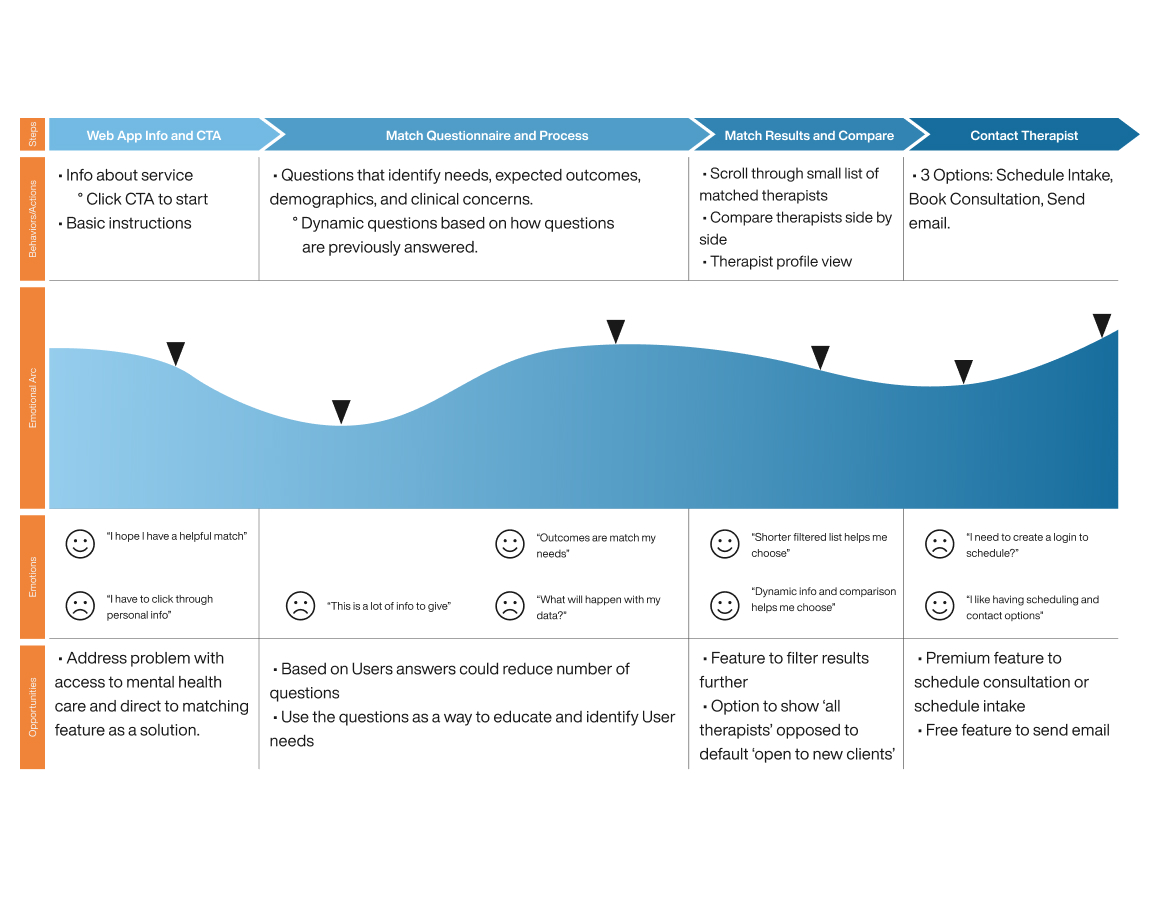 Steps
Web App Info and CTA
Match Questionnaire and Process
Match Results and Compare
Contact Therapist
Behaviors/Actions
· Info about service
° Click CTA to start
· Basic instructions
· Questions that identify needs, expected outcomes,
demographics, and clinical concerns.
° Dynamic questions based on how questions
are previously answered.
· Scroll through small list of
matched therapists
· Compare therapists side by
side
· Therapist profile view
· 3 Options: Schedule Intake,
Book Consultation, Send
email.
Emotional Arc
Emotions
“I hope I have a helpful match”
“I have to click through
personal info”
“This is a lot of info to give”
“Outcomes are match my
needs”
“What will happen with my
data?”
“Shorter filtered list helps me
choose”
“Dynamic info and comparison
helps me choose”
“I need to create a login to
schedule?”
“I like having scheduling and
contact options”
Opportunities
· Address problem with
access to mental health
care and direct to matching
feature as a solution.
· Based on Users answers could reduce number of
questions
· Use the questions as a way to educate and identify User
needs
· Feature to filter results
further
· Option to show ‘all
therapists’ opposed to
default ‘open to new clients’
· Premium feature to
schedule consultation or
schedule intake
· Free feature to send email